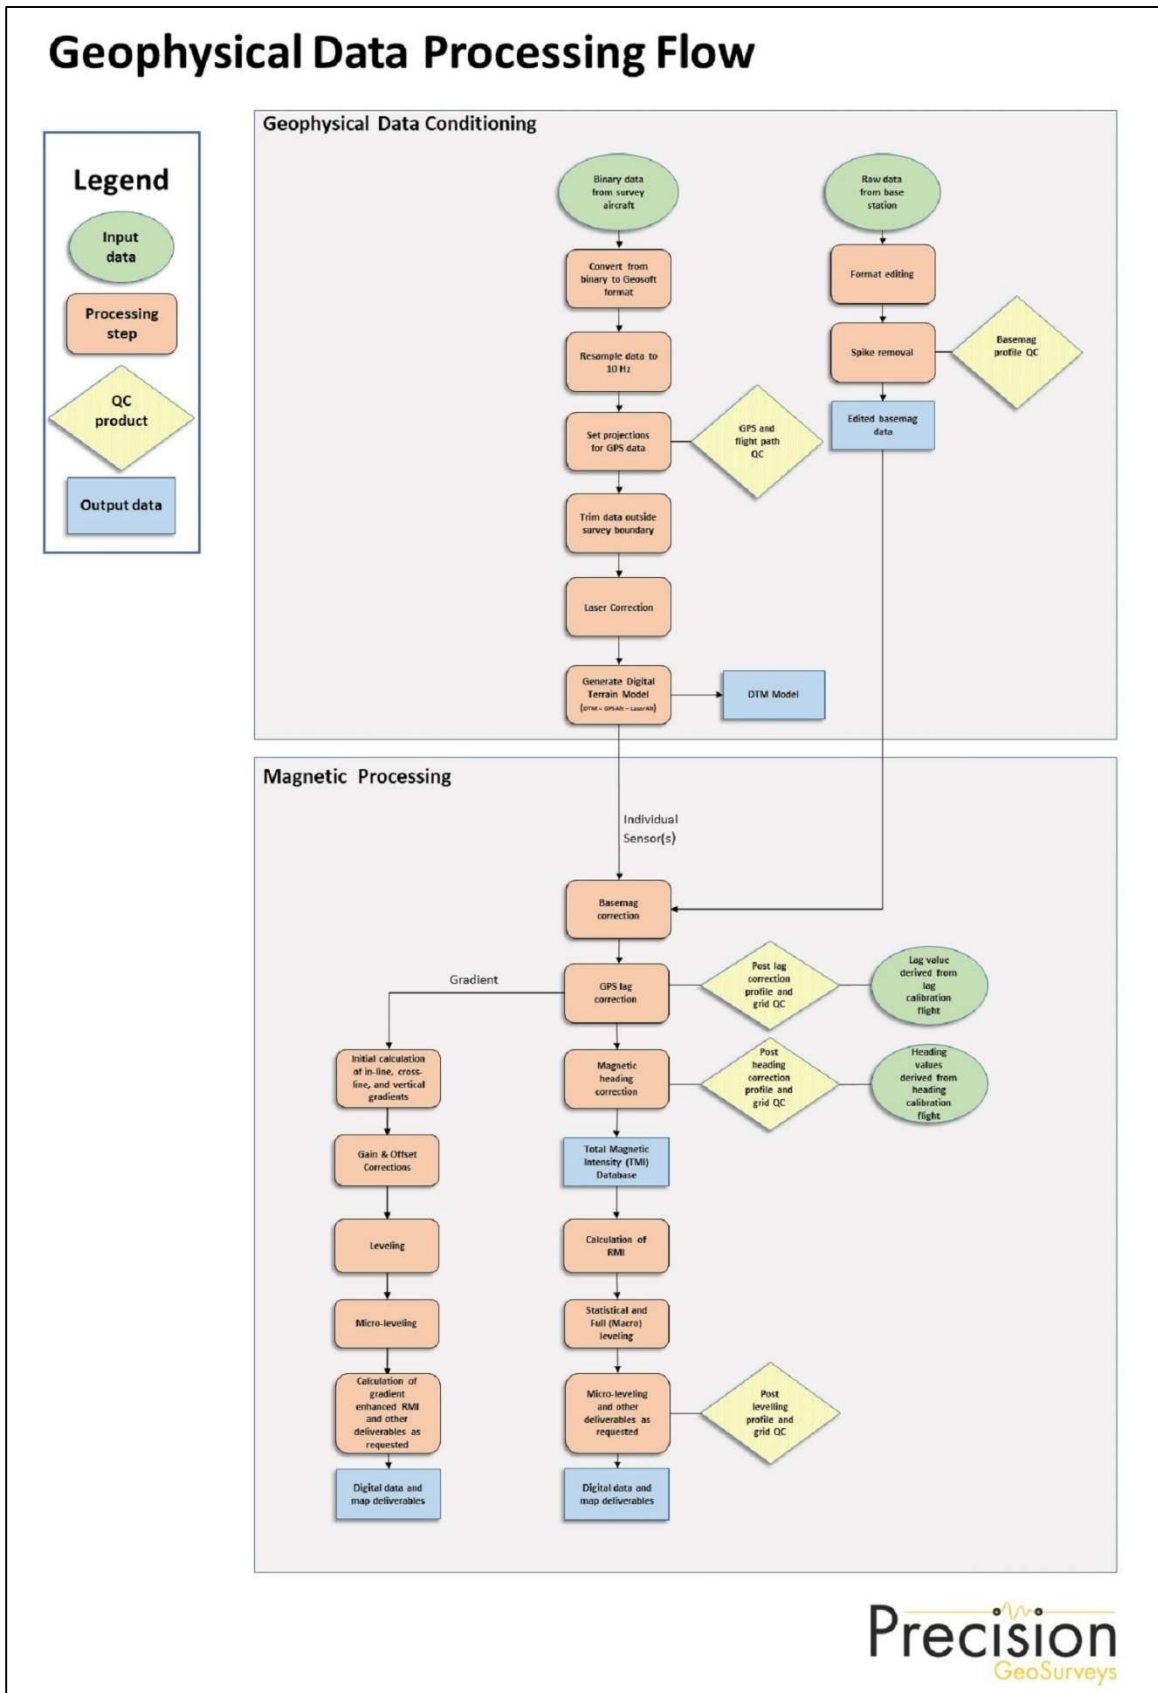 Geophysical Data Processing Flow
Legend
Input
data
Processing
step
QC
product
Output data
Geophysical Data Conditioning
Binary data
from survey
aircraft
Convert from
binary to Geosoft
format
Resample data to
10 Hz
Set projections
for GPS data
GPS and
flight path
QC
Trim data outside
survey boundary
Laser Correction
Generate Digital
Terrain Model
(DTM = GPSAlt – LaserAlt)
DTM Model
Raw data
from base
station
Format editing
Spike removal
Basemag
profile QC
Edited basemag
data
Magnetic Processing
Individual
Sensor(s)
Basemag
correction
GPS lag
correction
Post lag
correction
profile and
grid QC
Lag value
derived from
lag
calibration
flight
Gradient
Initial calculation
of in-line, cross-
line, and vertical
gradients
Gain & Offset
Corrections
Leveling
Micro-leveling
Calculation of
gradient
enhanced RMI
and other
deliverables as
requested
Digital data and
map deliverables
Magnetic
heading
correction
Post
heading
correction
profile and
grid QC
Heading
values
derived from
heading
calibration
flight
Total Magnetic
Intensity (TMI)
Database
Calculation of
RMI
Statistical and
Full (Macro)
leveling
Micro-leveling
and other
deliverables as
requested
Post
levelling
profile and
grid QC
Digital data and
map deliverables
Precision
GeoSurveys